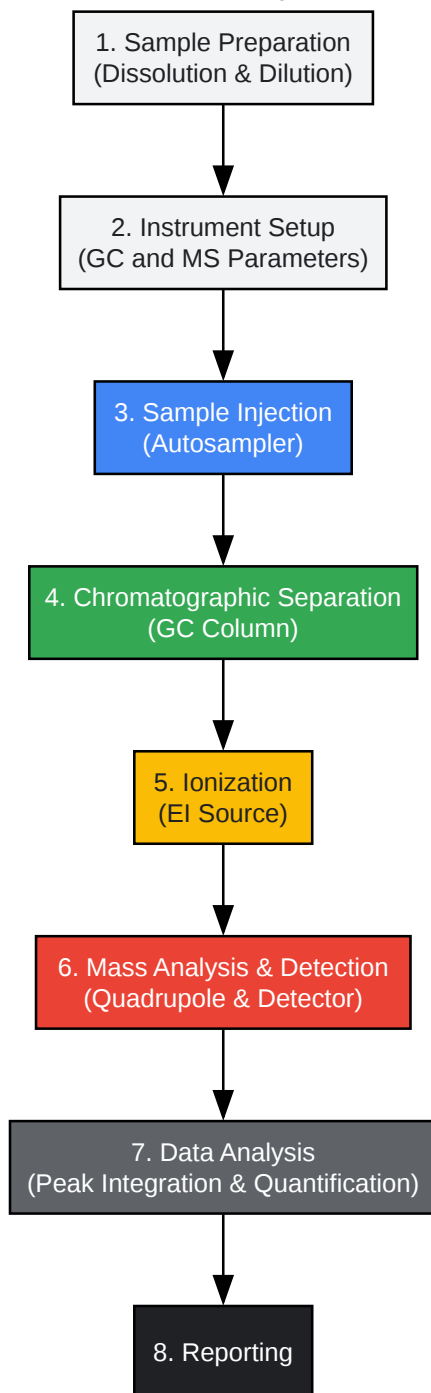 1. Sample Preparation
(Dissolution & Dilution)
2. Instrument Setup
(GC and MS Parameters)
3. Sample Injection
(Autosampler)
4. Chromatographic Separation
(GC Column)
5. Ionization
(EI Source)
6. Mass Analysis & Detection
(Quadrupole & Detector)
7. Data Analysis
(Peak Integration & Quantification)
8. Reporting